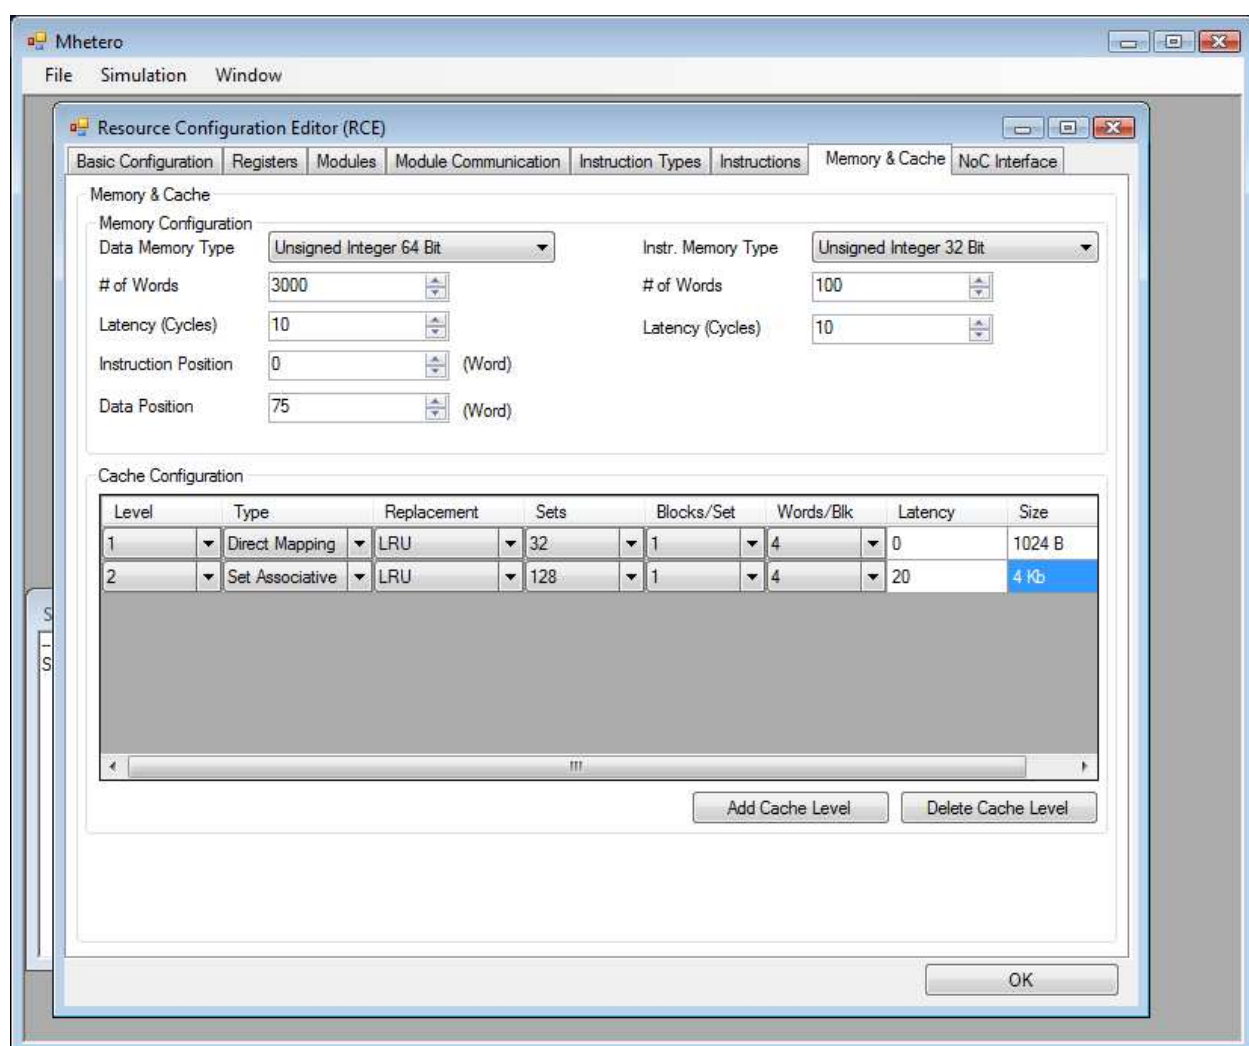 Mhetero
File Simulation Window
Resource Configuration Editor (RCE)
Basic Configuration Registers Modules Module Communication Instruction Types Instructions Memory & Cache NoC Interface
Memory & Cache
Memory Configuration
Data Memory Type Unsigned Integer 64 Bit Instr. Memory Type Unsigned Integer 32 Bit
# of Words 3000 # of Words 100
Latency (Cycles) 10 Latency (Cycles) 10
Instruction Position 0 (Word)
Data Position 75 (Word)
Cache Configuration
Level Type Replacement Sets Blocks/Set Words/Blk Latency Size
1 Direct Mapping LRU 32 1 4 0 1024 B
2 Set Associative LRU 128 1 4 20 4 Kb
S
S
Add Cache Level Delete Cache Level
OK